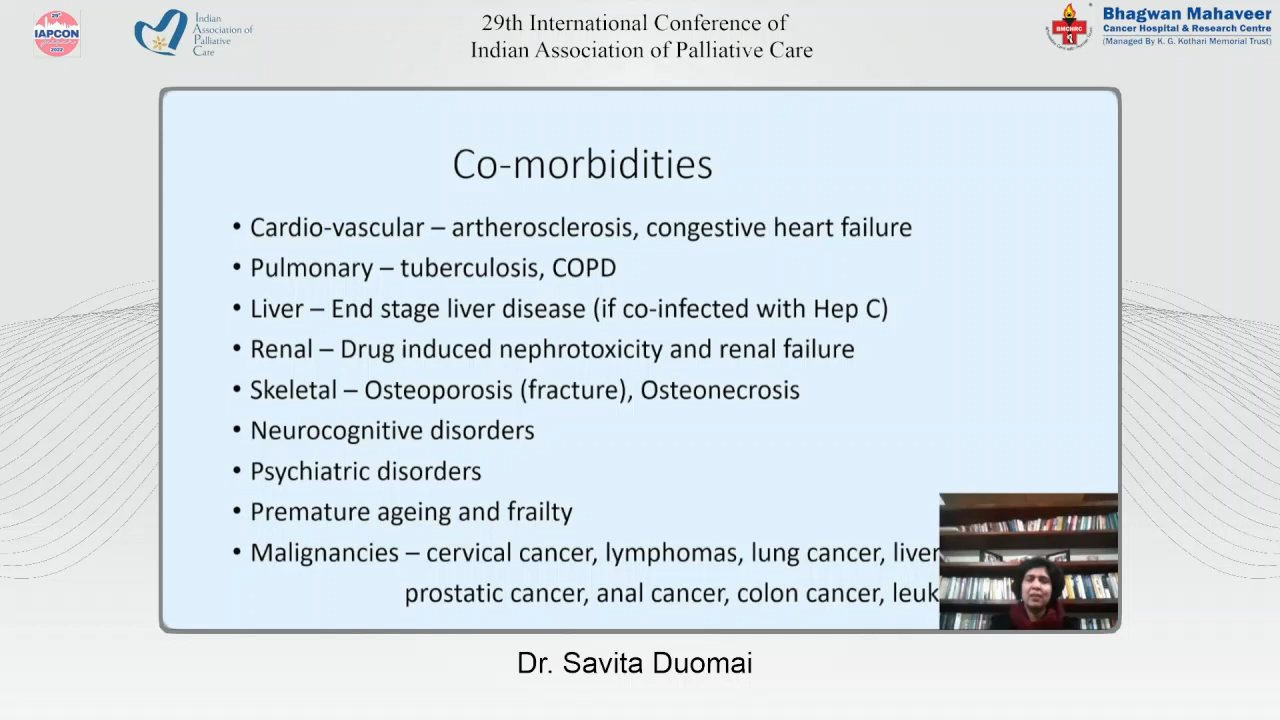 29th International Conference of
Indian Association of Palliative Care
29th
IAPCON
2022
Indian
Association of
Palliative
Care
BMCHRC
Bhagwan Mahaveer
Cancer Hospital & Research Centre
(Managed By K. G. Kothari Memorial Trust)
Co-morbidities
• Cardio-vascular – artherosclerosis, congestive heart failure
• Pulmonary – tuberculosis, COPD
• Liver – End stage liver disease (if co-infected with Hep C)
• Renal – Drug induced nephrotoxicity and renal failure
• Skeletal – Osteoporosis (fracture), Osteonecrosis
• Neurocognitive disorders
• Psychiatric disorders
• Premature ageing and frailty
• Malignancies – cervical cancer, lymphomas, lung cancer, liver
prostatic cancer, anal cancer, colon cancer, leuk
Dr. Savita Duomai